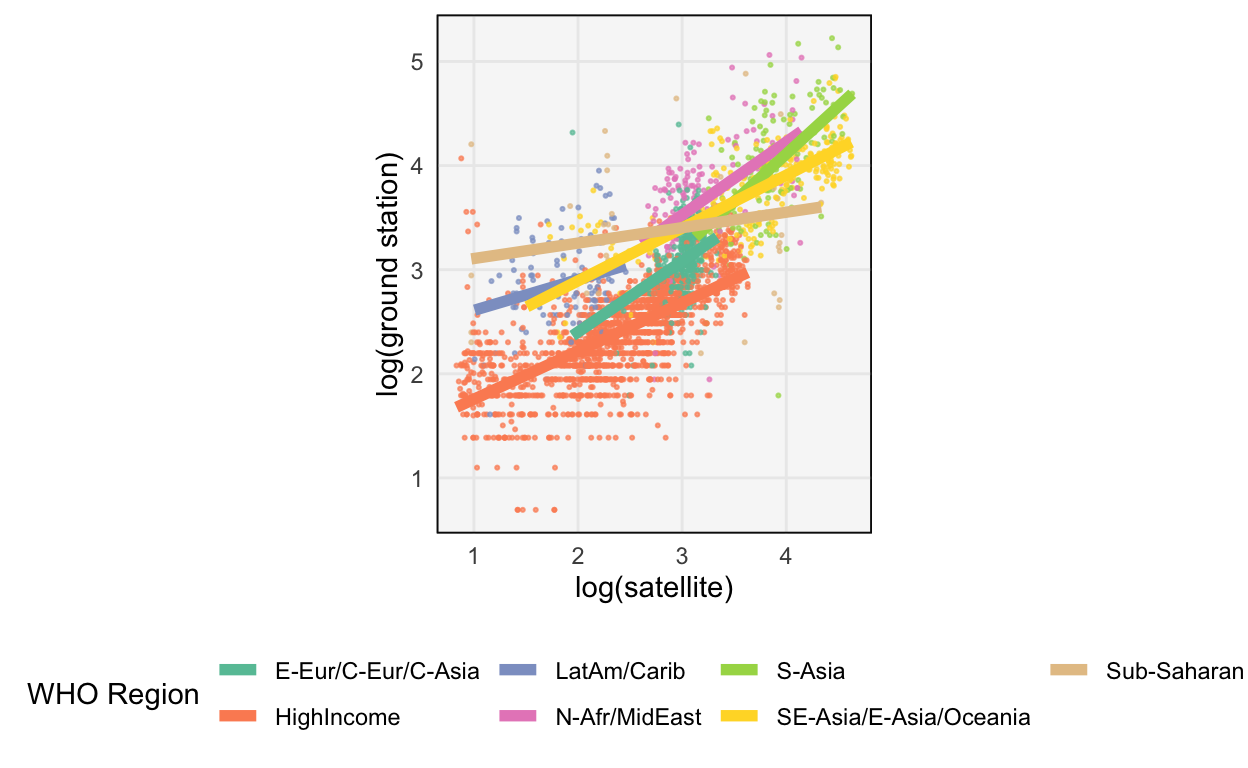 5
4
3
2
1
log(ground station)
1 2 3 4
log(satellite)
WHO Region
E-Eur/C-Eur/C-Asia LatAm/Carib S-Asia Sub-Saharan
HighIncome N-Afr/MidEast SE-Asia/E-Asia/Oceania